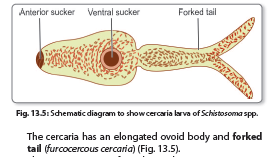 Anterior sucker Ventral sucker Forked tail
Fig. 13.5: Schematic diagram to show cercaria larva of Schistosoma spp.
The cercaria has an elongated ovoid body and forked
tail (furcocercous cercaria) (Fig. 13.5).